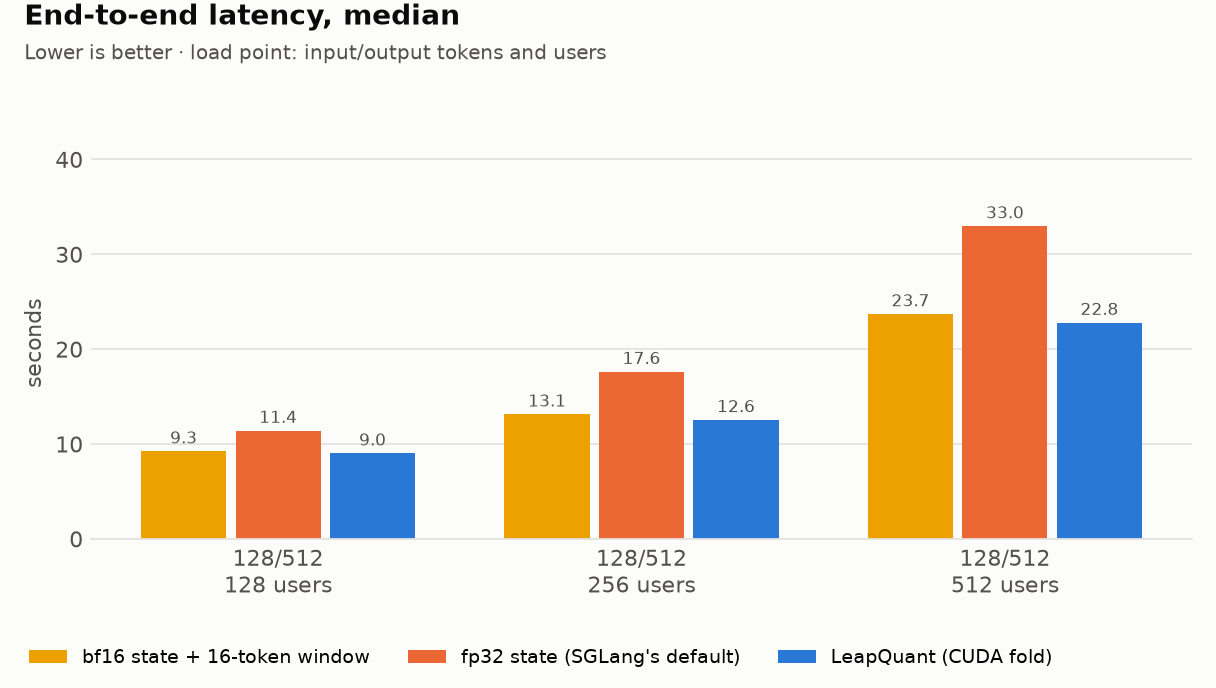 End-to-end latency, median
Lower is better · load point: input/output tokens and users
seconds
40
30
20
10
0
9.3
11.4
9.0
13.1
17.6
12.6
23.7
33.0
22.8
128/512
128 users
128/512
256 users
128/512
512 users
bf16 state + 16-token window
fp32 state (SGLang's default)
LeapQuant (CUDA fold)